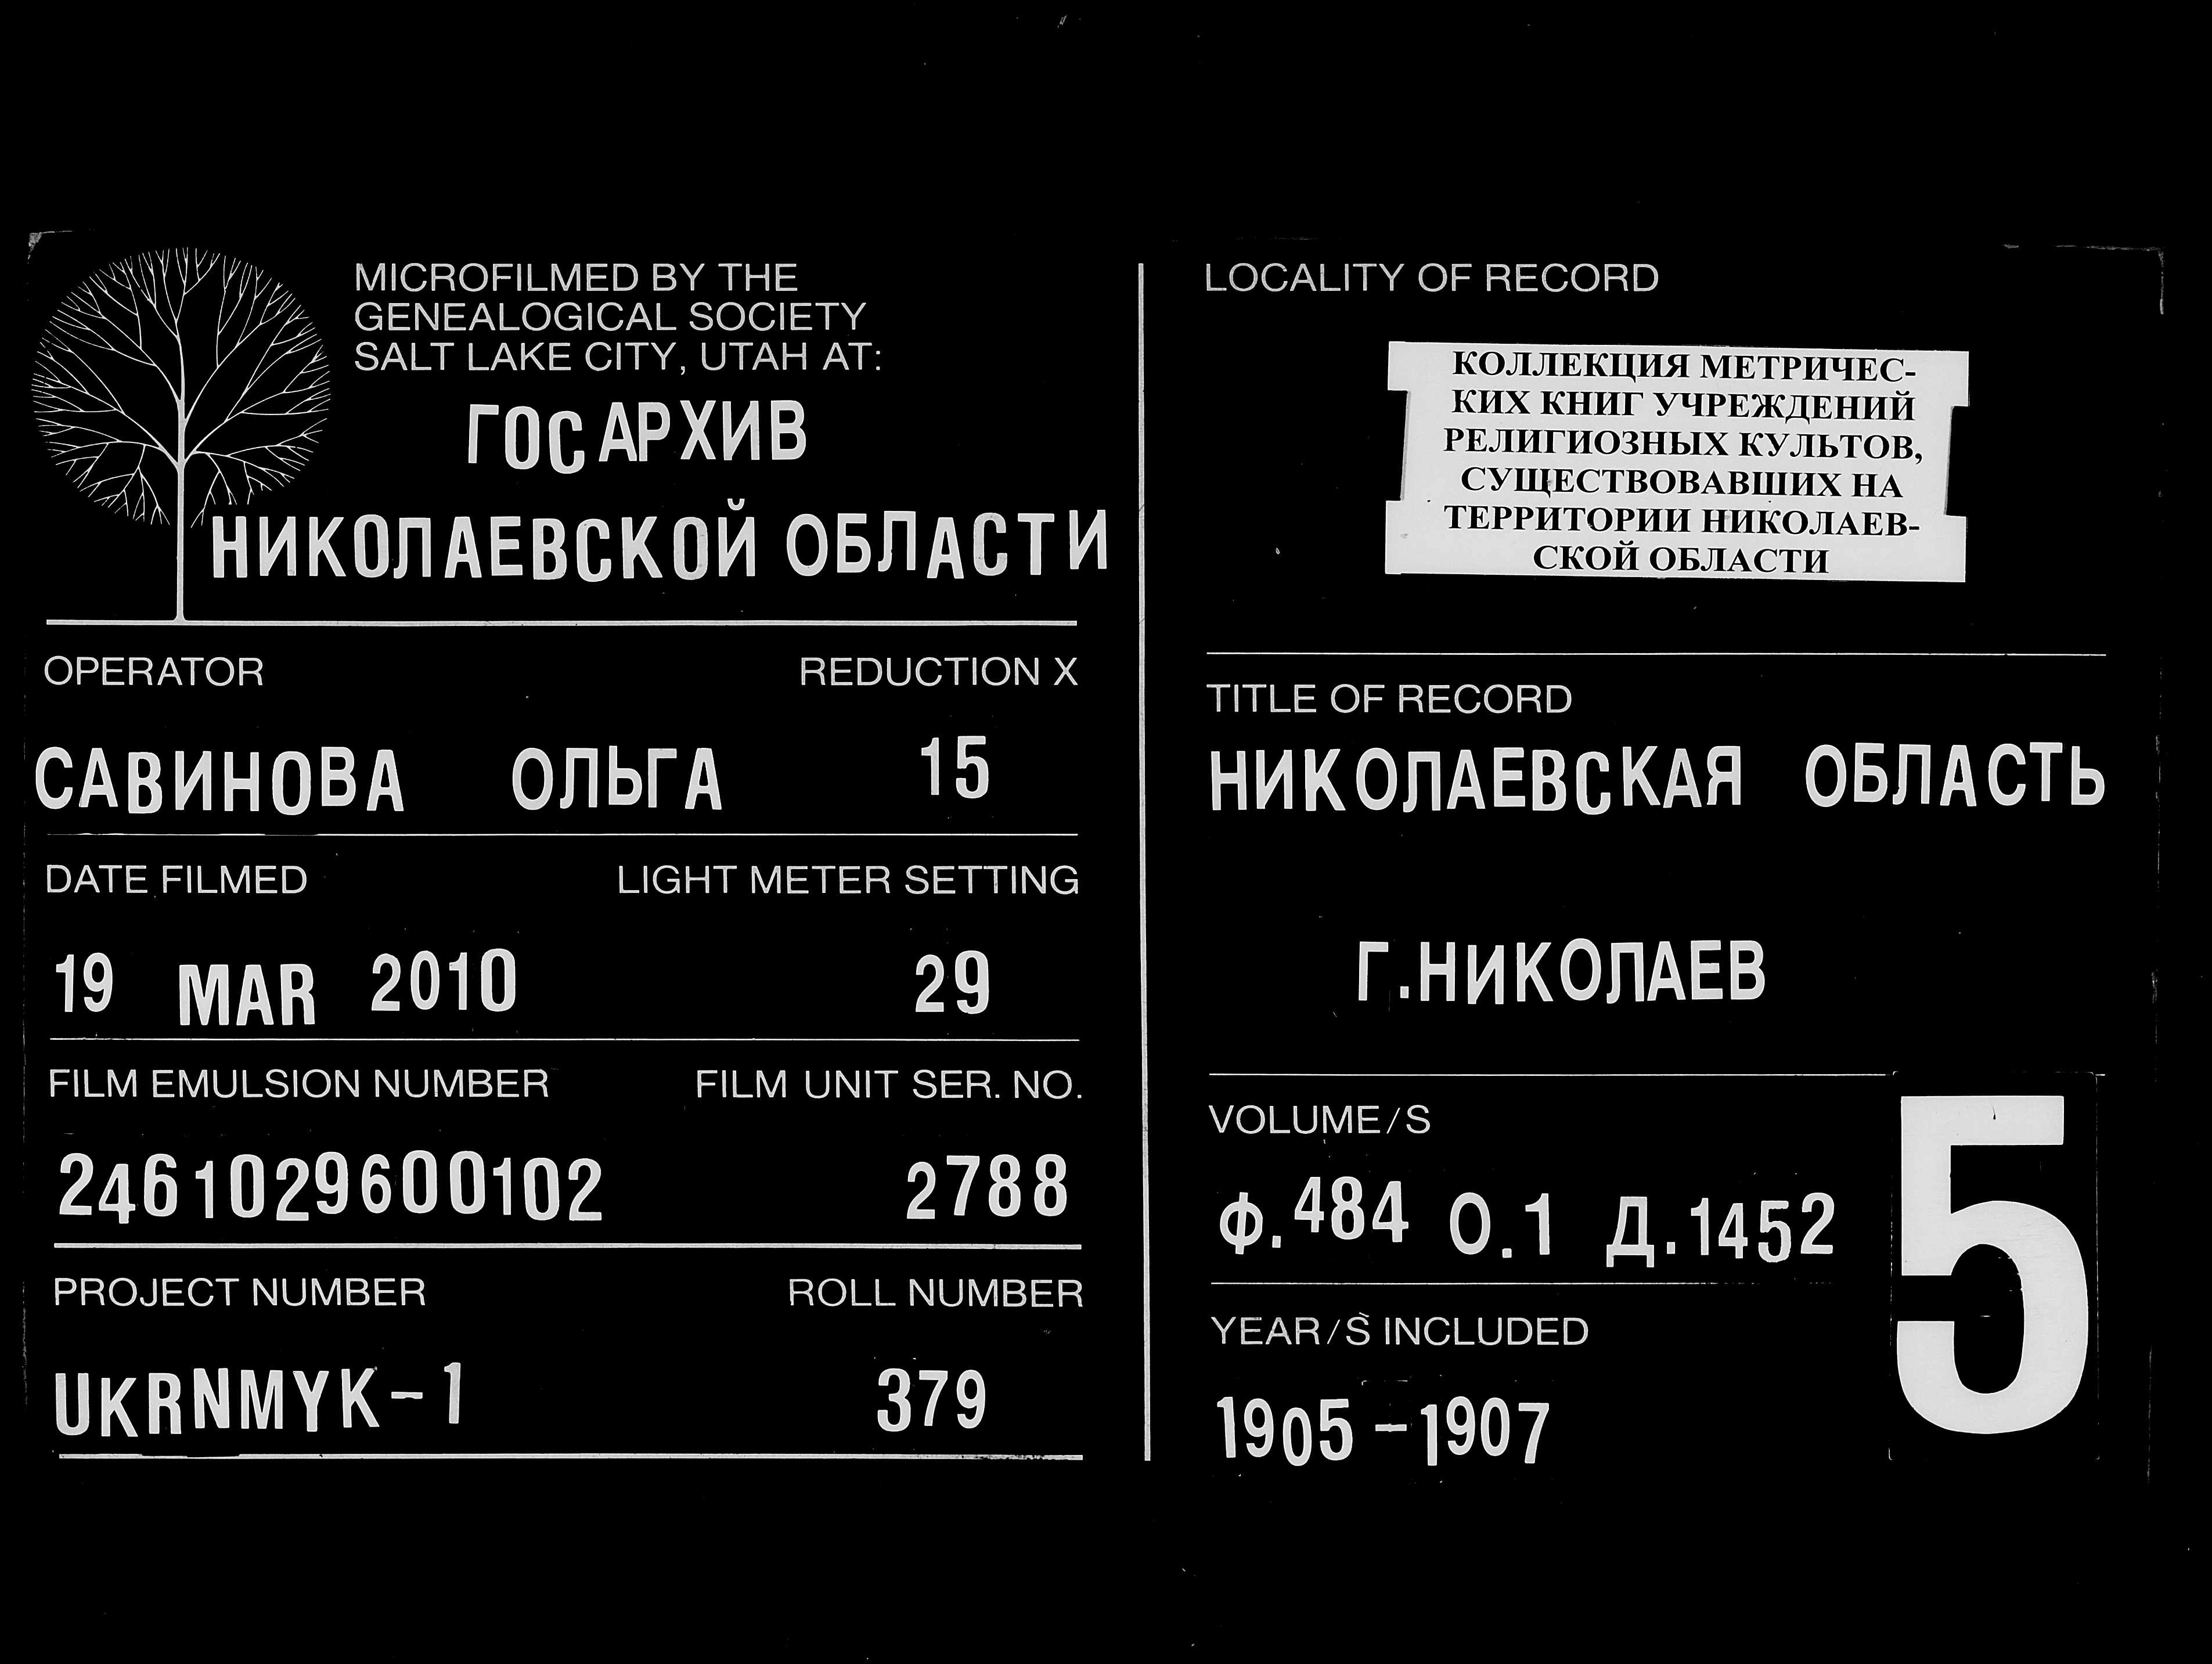 MICROFILMED BY THE
GENEALOGICAL SOCIETY
SALT LAKE CITY, UTAH AT:
ГОСАРХИВ
НИКОЛАЕВСКОЙ ОБЛАСТИ
OPERATOR REDUCTION X
САВИНОВА ОЛЬГА 15
DATE FILMED LIGHT METER SETTING
19 MAR 2010 29
FILM EMULSION NUMBER FILM UNIT SER. NO.
2461029600102 2788
PROJECT NUMBER ROLL NUMBER
UKRNMYK-1 379
LOCALITY OF RECORD
КОЛЛЕКЦИЯ МЕТРИЧЕС-
КИХ КНИГ УЧРЕЖДЕНИЙ
РЕЛИГИОЗНЫХ КУЛЬТОВ,
СУЩЕСТВОВАВШИХ НА
ТЕРРИТОРИИ НИКОЛАЕВ-
СКОЙ ОБЛАСТИ
TITLE OF RECORD
НИКОЛАЕВСКАЯ ОБЛАСТЬ
Г.НИКОЛАЕВ
VOLUME/S
Ф.484 О.1 Д.1452
5
YEAR/S INCLUDED
1905-1907